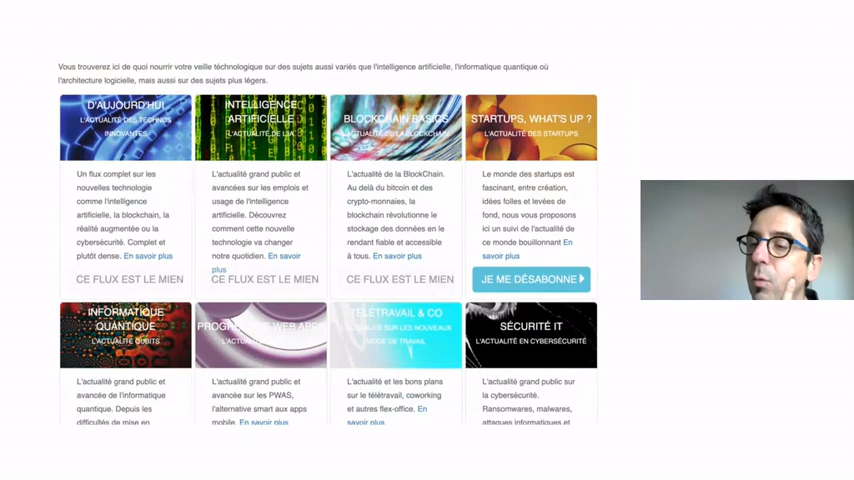 Vous trouverez ici de quoi nourrir votre veille téchnologique sur des sujets aussi variés que l'intelligence artificielle, l'informatique quantique où
l'architecture logicielle, mais aussi sur des sujets plus légers.
D'AUJOURD'HUI
L'ACTUALITÉ DES TECHNOS
INNOVANTES
Un flux complet sur les
nouvelles technologie
comme l'intelligence
artificielle, la blockchain, la
réalité augmentée ou la
cybersécurité. Complet et
plutôt dense. En savoir plus
CE FLUX EST LE MIEN
INTELLIGENCE
ARTIFICIELLE
L'ACTUALITÉ DE L'IA
L'actualité grand public et
avancées sur les emplois et
usage de l'intelligence
artificielle. Découvrez
comment cette nouvelle
technologie va changer
notre quotidien. En savoir
plus
CE FLUX EST LE MIEN
BLOCKCHAIN BASICS
L'ACTUALITÉ DE LA BLOCKCHAIN
L'actualité de la BlockChain.
Au delà du bitcoin et des
crypto-monnaies, la
blockchain révolutionne le
stockage des données en le
rendant fiable et accessible
à tous. En savoir plus
CE FLUX EST LE MIEN
STARTUPS, WHAT'S UP ?
L'ACTUALITÉ DES STARTUPS
Le monde des startups est
fascinant, entre création,
idées folles et levées de
fond, nous vous proposons
ici un suivi de l'actualité de
ce monde bouillonnant En
savoir plus
JE ME DÉSABONNE
INFORMATIQUE
QUANTIQUE
L'ACTUALITÉ QUBITS
L'actualité grand public et
avancée de l'informatique
quantique. Depuis les
difficultés de mise en
PROGRESSIVE WEB APPS
L'actualité grand public et
avancée sur les PWAS,
l'alternative smart aux apps
mobile. En savoir plus
TÉLÉTRAVAIL & CO
L'ACTUALITÉ SUR LES NOUVEAUX
MODE DE TRAVAIL
L'actualité et les bons plans
sur le télétravail, coworking
et autres flex-office. En
savoir plus
SÉCURITÉ IT
L'ACTUALITÉ EN CYBERSÉCURITÉ
L'actualité grand public sur
la cybersécurité.
Ransomwares, malwares,
attaques informatiques et